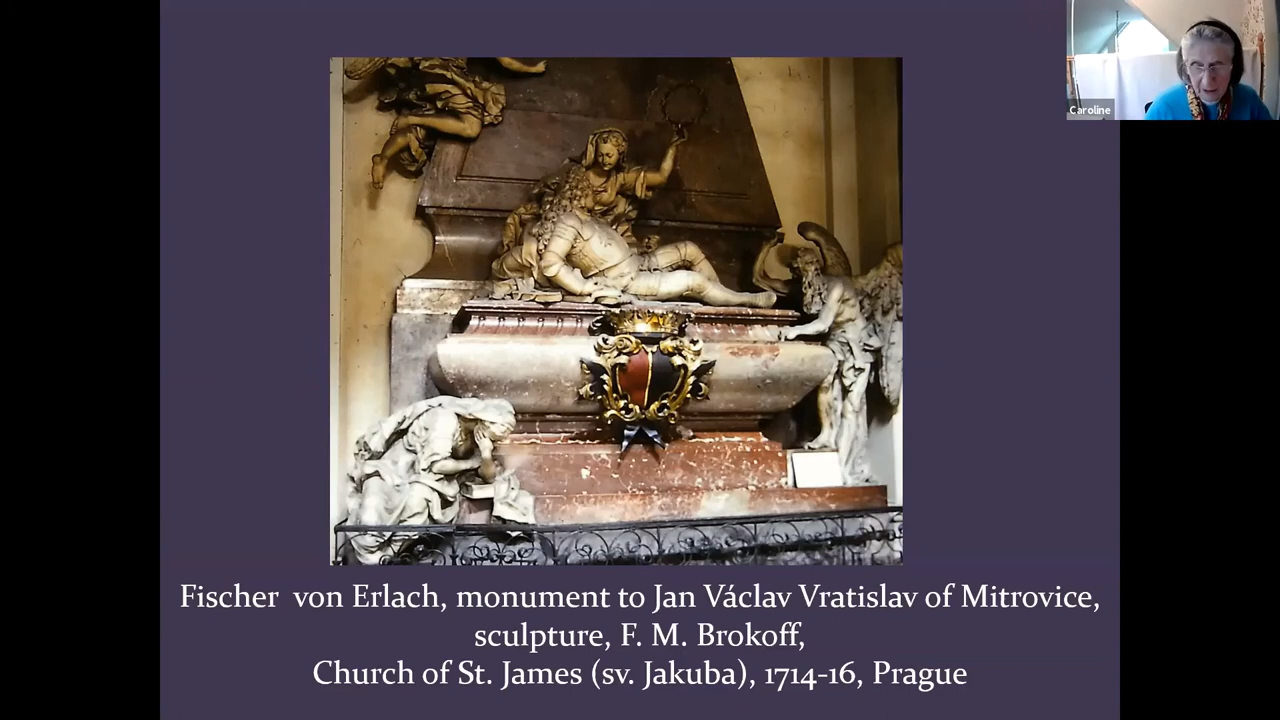 Caroline
Fischer von Erlach, monument to Jan Václav Vratislav of Mitrovice,
sculpture, F. M. Brokoff,
Church of St. James (sv. Jakuba), 1714-16, Prague